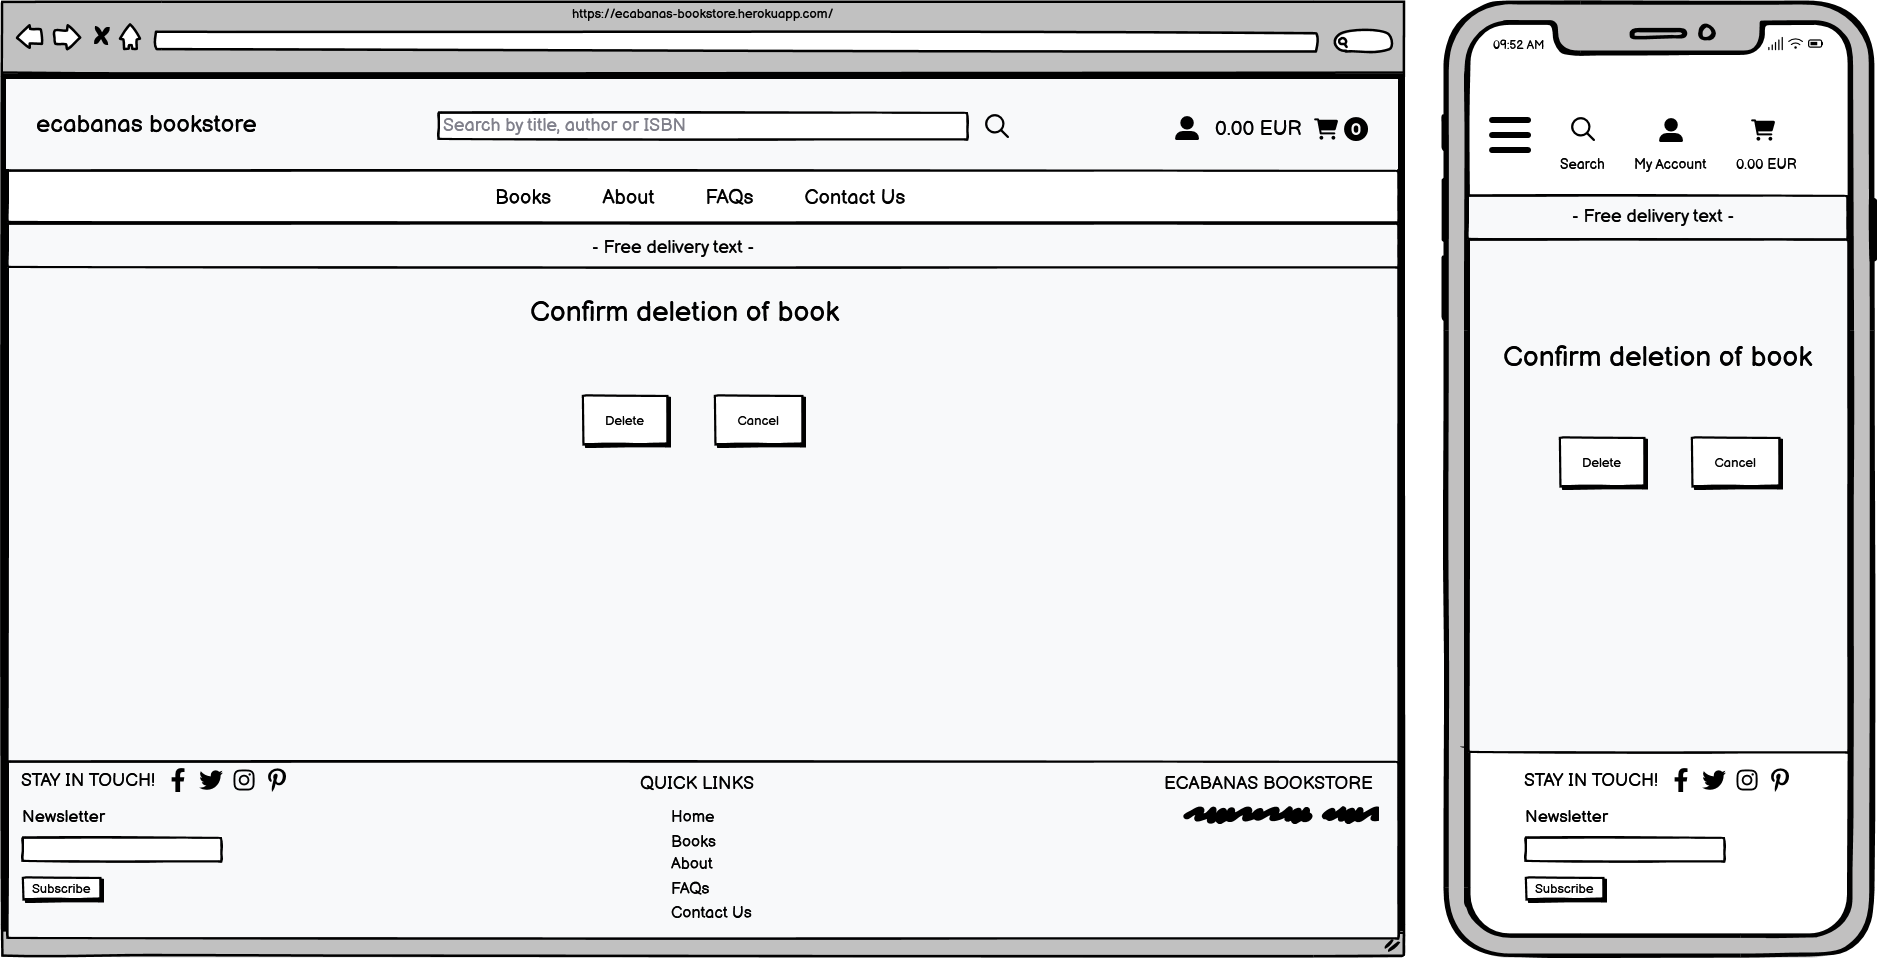 https://ecabanas-bookstore.herokuapp.com/
ecabanas bookstore
Search by title, author or ISBN
0.00 EUR
0
Books About FAQs Contact Us
- Free delivery text -
Confirm deletion of book
Delete Cancel
STAY IN TOUCH!
Newsletter
Subscribe
QUICK LINKS
Home
Books
About
FAQs
Contact Us
ECABANAS BOOKSTORE
09:52 AM
Search My Account 0.00 EUR
- Free delivery text -
Confirm deletion of book
Delete Cancel
STAY IN TOUCH!
Newsletter
Subscribe